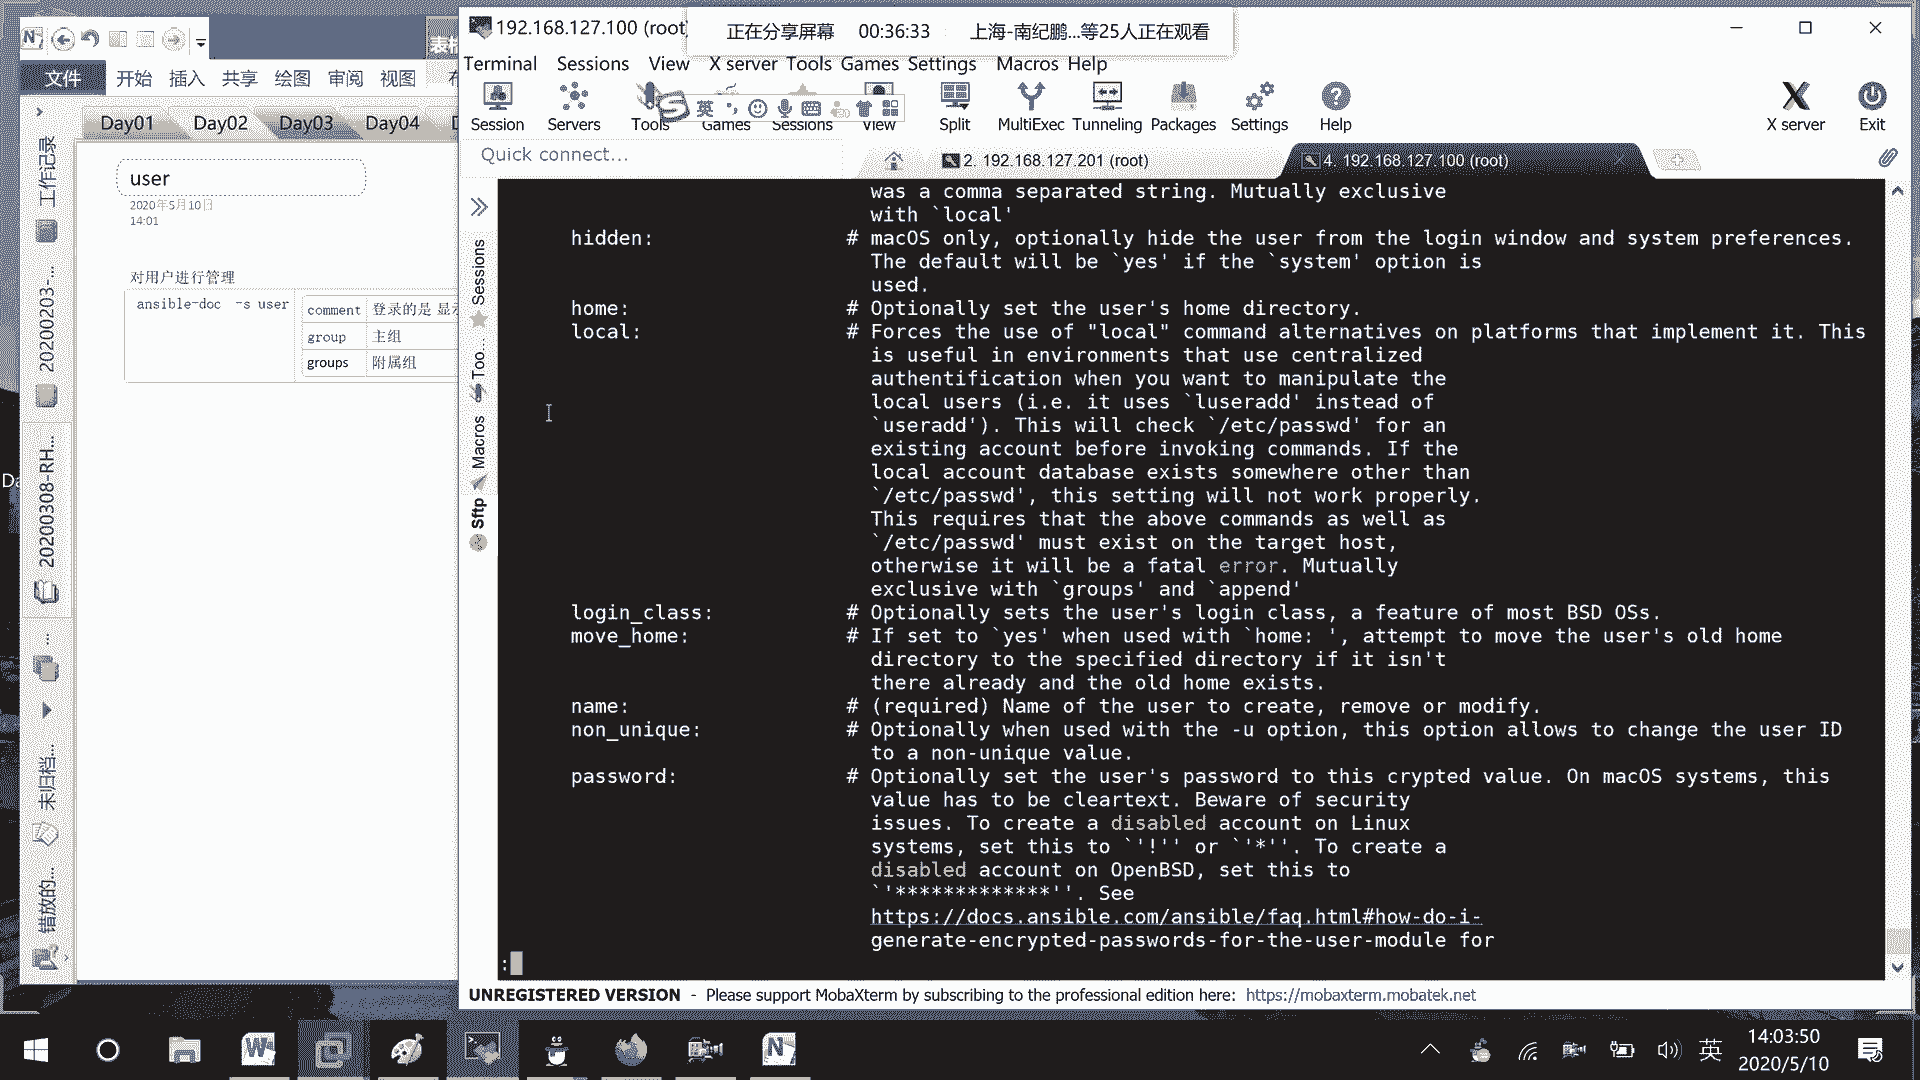 正在分享屏幕 00:36:33 上海-南纪鹏...等25人正在观看
文件 开始 插入 共享 绘图 审阅 视图
Day01 Day02 Day03 Day04
user
2020年5月10日
14:01
对用户进行管理
ansible-doc -s user
comment 登录的是
group 主组
groups 附属组
工作记录
20200203-...
20200308-RH...
未归档...
错放的...
192.168.127.100 (root)
Terminal Sessions View X server Tools Games Settings Macros Help
英
Session Servers Tools Games Sessions View Split MultiExec Tunneling Packages Settings Help X server Exit
Quick connect...
2. 192.168.127.201 (root)
4. 192.168.127.100 (root)
Sessions
Too...
Macros
Sftp
was a comma separated string. Mutually exclusive
with `local'
hidden: # macOS only, optionally hide the user from the login window and system preferences.
The default will be `yes' if the `system' option is
used.
home: # Optionally set the user's home directory.
local: # Forces the use of "local" command alternatives on platforms that implement it. This
is useful in environments that use centralized
authentification when you want to manipulate the
local users (i.e. it uses `luseradd' instead of
`useradd'). This will check `/etc/passwd' for an
existing account before invoking commands. If the
local account database exists somewhere other than
`/etc/passwd', this setting will not work properly.
This requires that the above commands as well as
`/etc/passwd' must exist on the target host,
otherwise it will be a fatal error. Mutually
exclusive with `groups' and `append'
login_class: # Optionally sets the user's login class, a feature of most BSD OSs.
move_home: # If set to `yes' when used with `home: ', attempt to move the user's old home
directory to the specified directory if it isn't
there already and the old home exists.
name: # (required) Name of the user to create, remove or modify.
non_unique: # Optionally when used with the -u option, this option allows to change the user ID
to a non-unique value.
password: # Optionally set the user's password to this crypted value. On macOS systems, this
value has to be cleartext. Beware of security
issues. To create a disabled account on Linux
systems, set this to `'!'' or `'*''. To create a
disabled account on OpenBSD, set this to
`'*************''. See
https://docs.ansible.com/ansible/faq.html#how-do-i-
generate-encrypted-passwords-for-the-user-module for
:
UNREGISTERED VERSION - Please support MobaXterm by subscribing to the professional edition here: https://mobaxterm.mobatek.net
英
14:03:50
2020/5/10